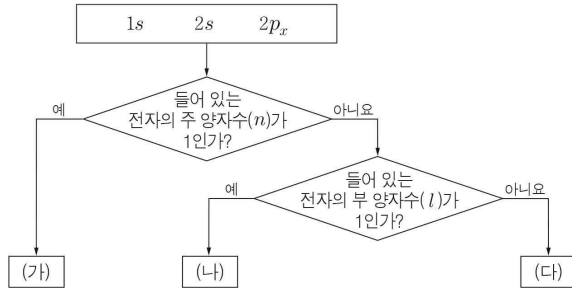 1s 2s 2pₓ
들어 있는
전자의 주 양자수(n)가
1인가?
예
아니요
들어 있는
전자의 부 양자수(l)가
1인가?
예
아니요
(가)
(나)
(다)